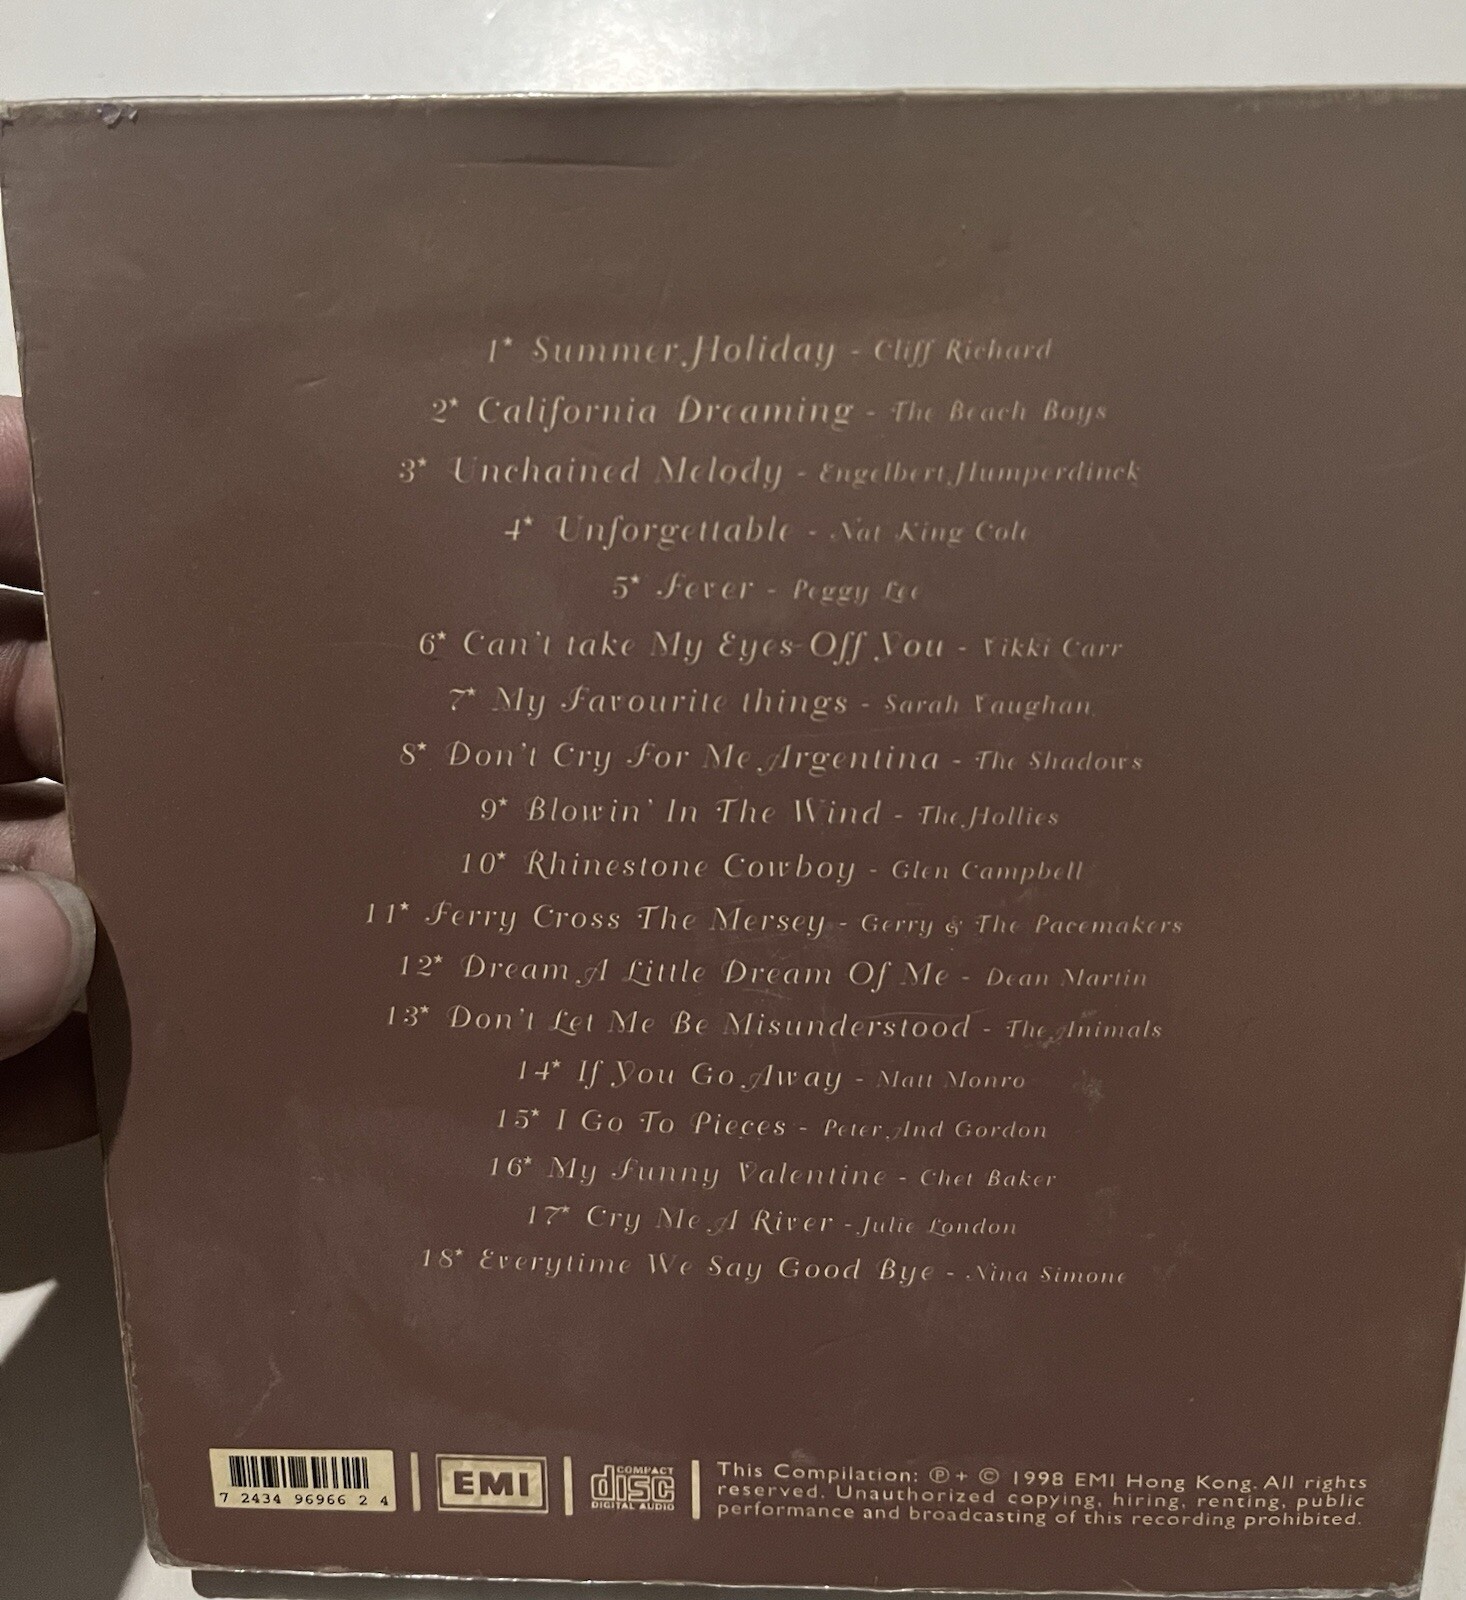 1* Summer Holiday - Cliff Richard
2* California Dreaming - The Beach Boys
3* Unchained Melody - Engelbert Humperdinck
4* Unforgettable - Nat King Cole
5* Fever - Peggy Lee
6* Can't take My Eyes Off You - Vikki Carr
7* My Favourite things - Sarah Vaughan
8* Don't Cry For Me Argentina - The Shadows
9* Blowin' In The Wind - The Hollies
10* Rhinestone Cowboy - Glen Campbell
11* Ferry Cross The Mersey - Gerry & The Pacemakers
12* Dream A Little Dream Of Me - Dean Martin
13* Don't Let Me Be Misunderstood - The Animals
14* If You Go Away - Matt Monro
15* I Go To Pieces - Peter And Gordon
16* My Funny Valentine - Chet Baker
17* Cry Me A River - Julie London
18* Everytime We Say Good Bye - Nina Simone
7 2434 96966 2 4
EMI
COMPACT
disc
DIGITAL AUDIO
This Compilation: ℗ + © 1998 EMI Hong Kong. All rights
reserved. Unauthorized copying, hiring, renting, public
performance and broadcasting of this recording prohibited.